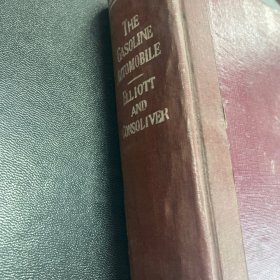 THE
GASOLINE
AUTOMOBILE
ELLIOTT
AND
CONSOLIVER